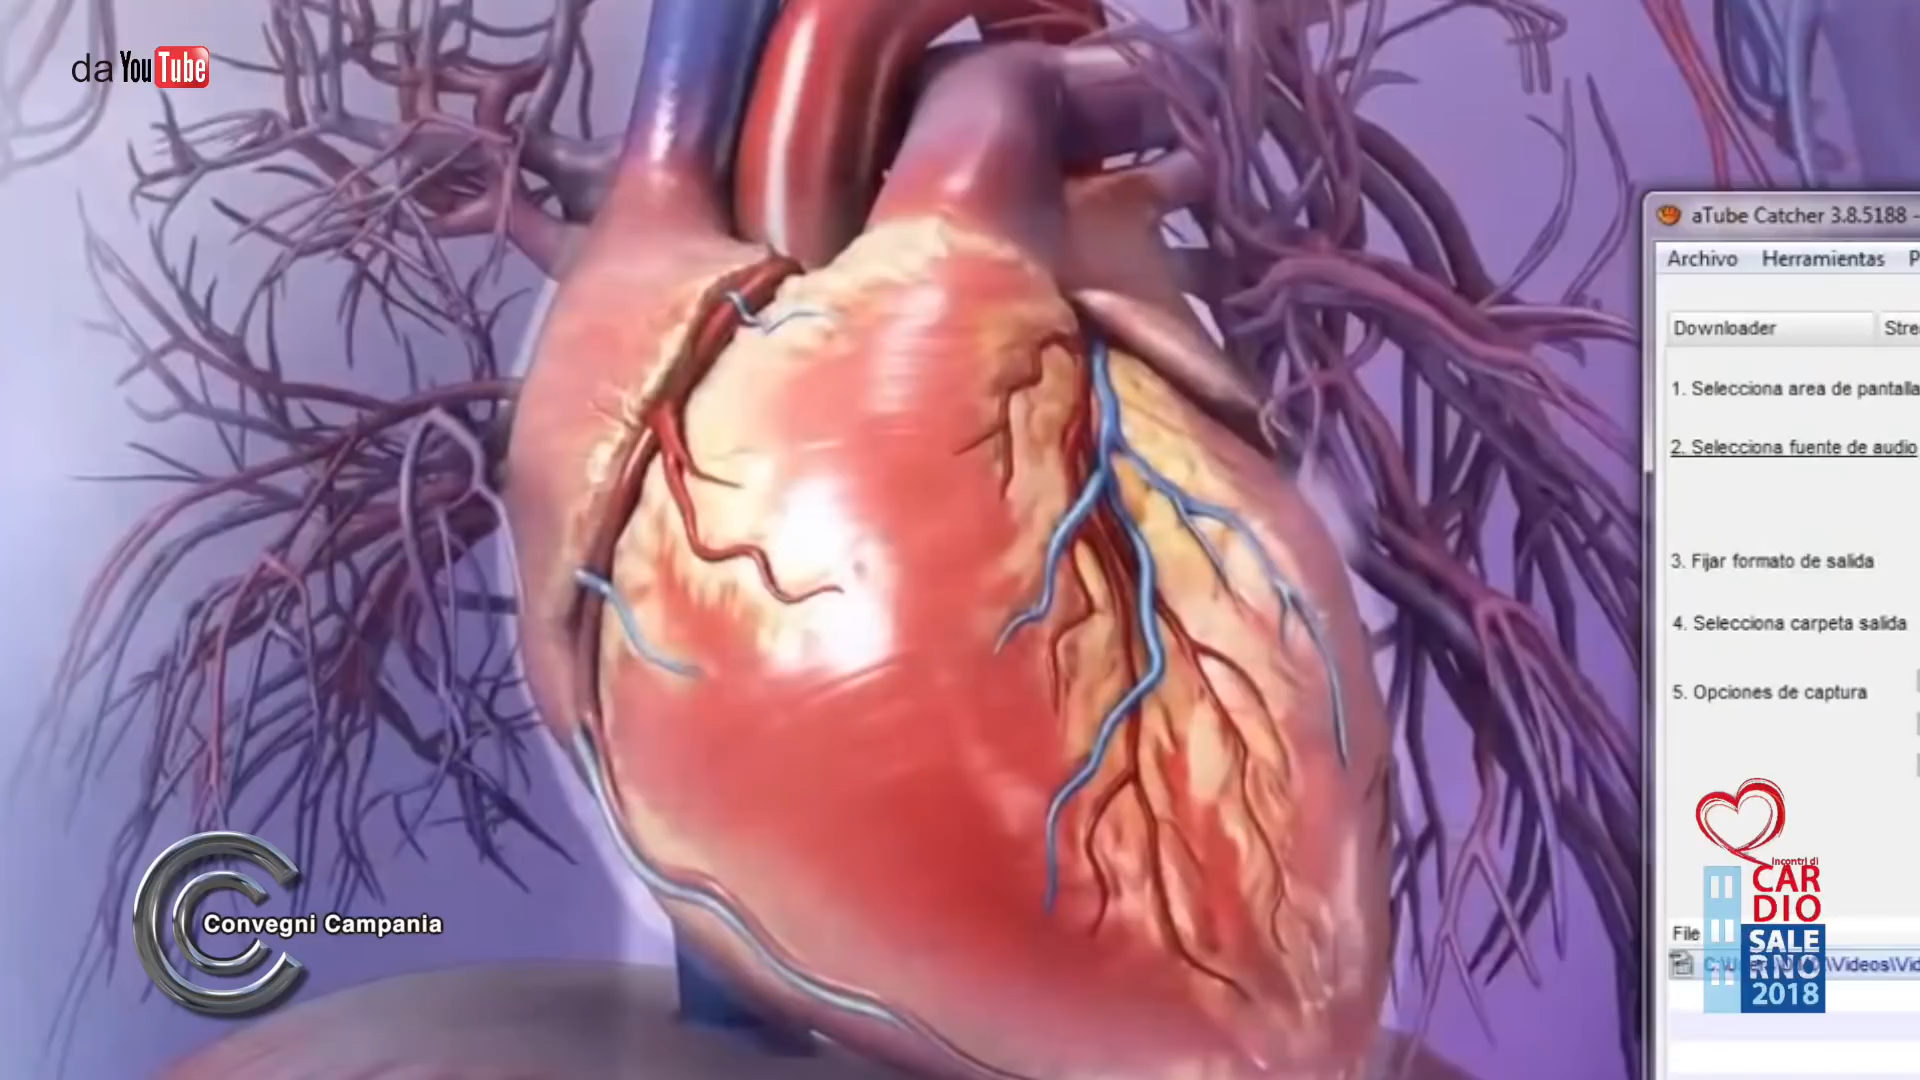 da YouTube
aTube Catcher 3.8.5188 -
Archivo Herramientas P
Downloader Stre
1. Selecciona area de pantalla
2. Selecciona fuente de audio
3. Fijar formato de salida
4. Selecciona carpeta salida
5. Opciones de captura
incontri di
CAR
DIO
SALE
RNO
2018
Convegni Campania
File
\Videos\Vid